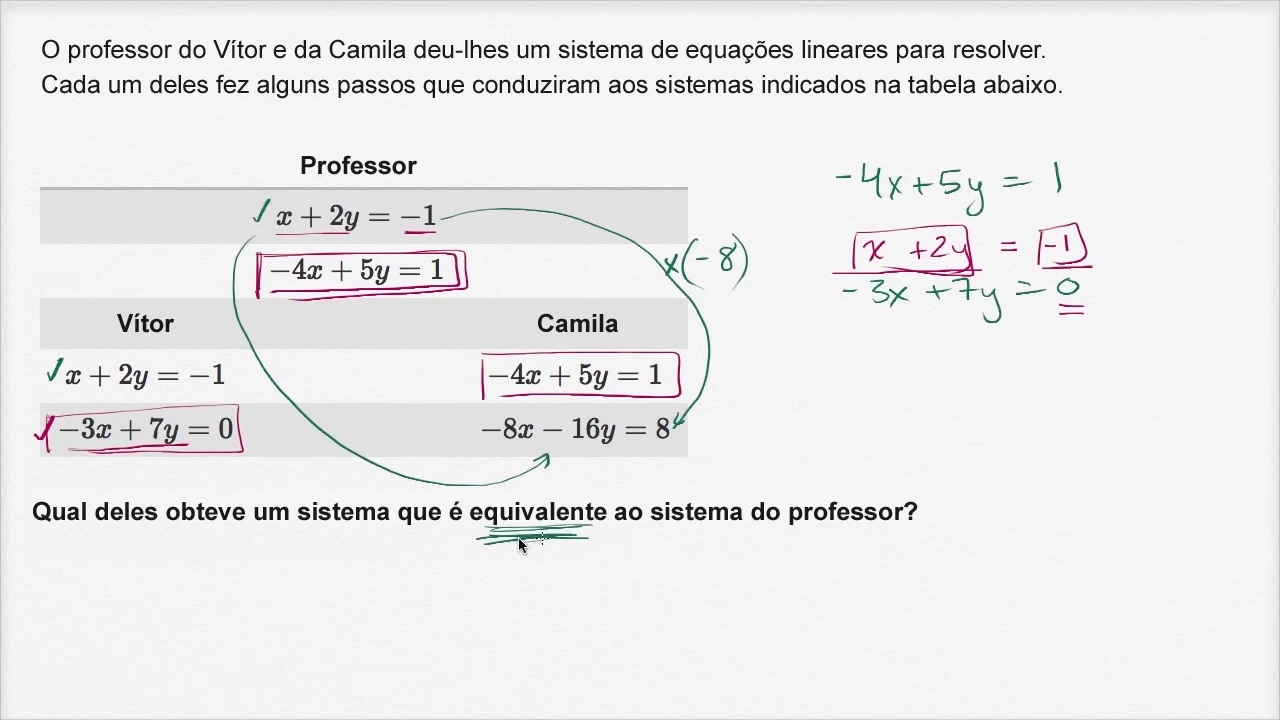 O professor do Vítor e da Camila deu-lhes um sistema de equações lineares para resolver.
Cada um deles fez alguns passos que conduziram aos sistemas indicados na tabela abaixo.
Professor
x + 2y = −1
−4x + 5y = 1
x(-8)
Vítor Camila
x + 2y = −1 −4x + 5y = 1
−3x + 7y = 0 −8x − 16y = 8
-4x+5y = 1
x +2y = -1
-3x +7y = 0
Qual deles obteve um sistema que é equivalente ao sistema do professor?